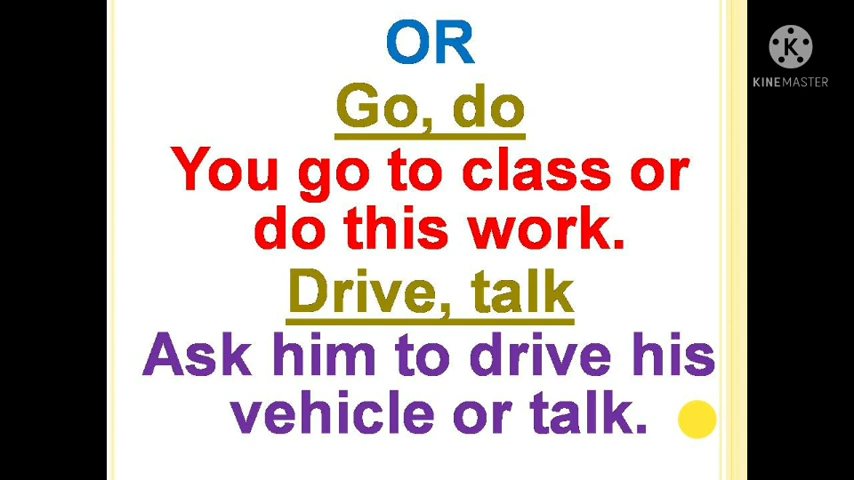 OR
Go, do
You go to class or
do this work.
Drive, talk
Ask him to drive his
vehicle or talk.
K
KINEMASTER